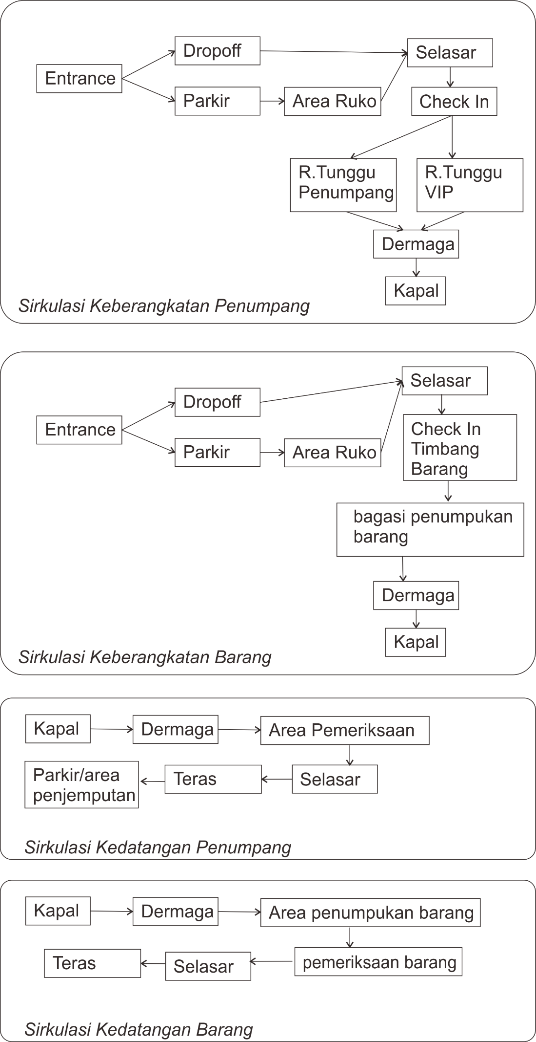 Entrance
Dropoff
Parkir
Area Ruko
Selasar
Check In
R.Tunggu
Penumpang
R.Tunggu
VIP
Dermaga
Kapal
Sirkulasi Keberangkatan Penumpang
Entrance
Dropoff
Parkir
Area Ruko
Selasar
Check In
Timbang
Barang
bagasi penumpukan
barang
Dermaga
Kapal
Sirkulasi Keberangkatan Barang
Kapal
Dermaga
Area Pemeriksaan
Selasar
Teras
Parkir/area
penjemputan
Sirkulasi Kedatangan Penumpang
Kapal
Dermaga
Area penumpukan barang
pemeriksaan barang
Selasar
Teras
Sirkulasi Kedatangan Barang